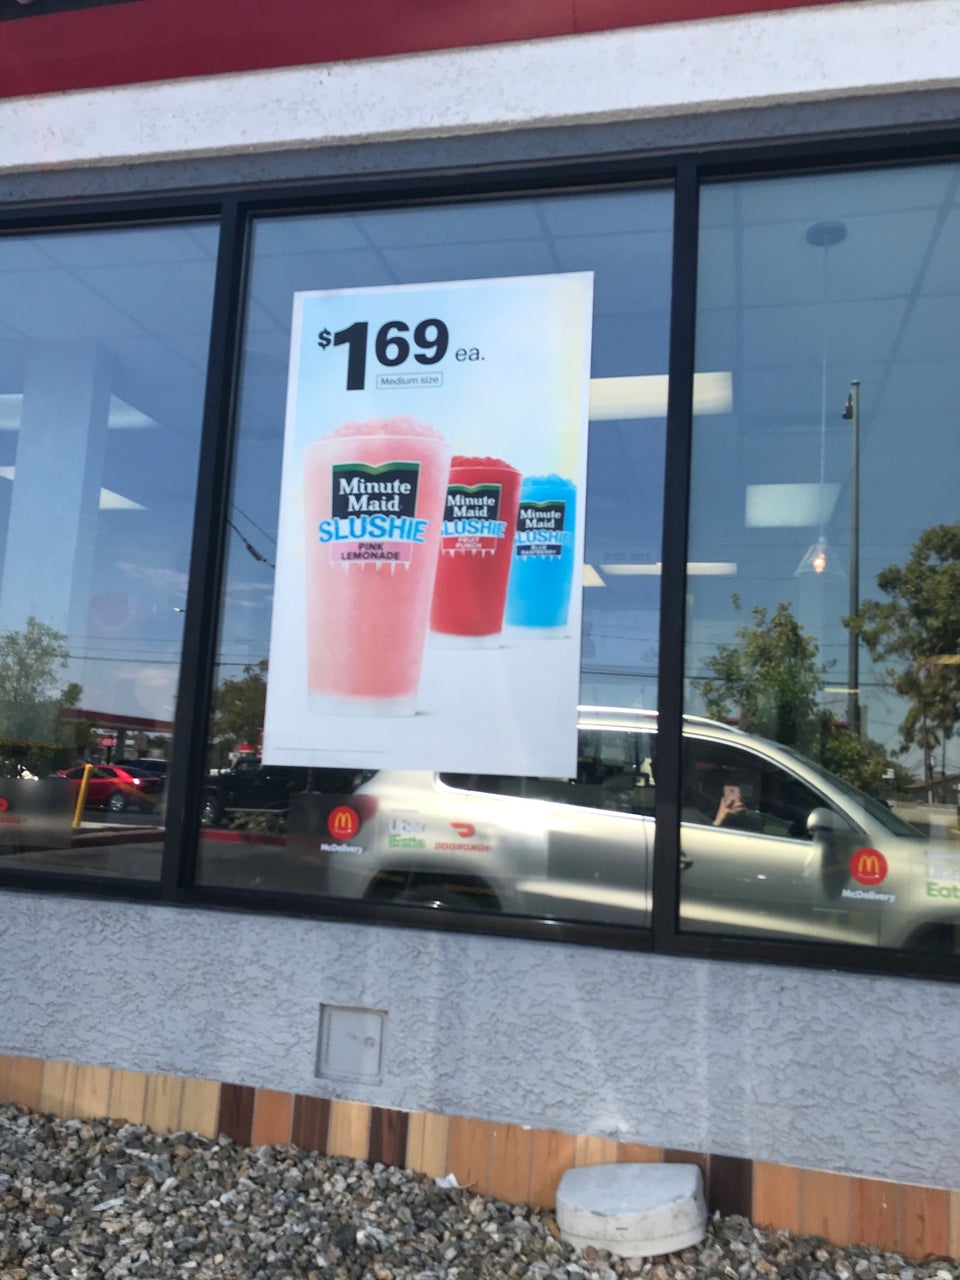 $169 ea.
Medium size
Minute
Maid
SLUSHIE
PINK
LEMONADE
Minute
Maid
SLUSHIE
FRUIT
PUNCH
Minute
Maid
SLUSHIE
BLUE
RASPBERRY
McDelivery
Uber
Eats
DOORDASH
McDelivery
Eats